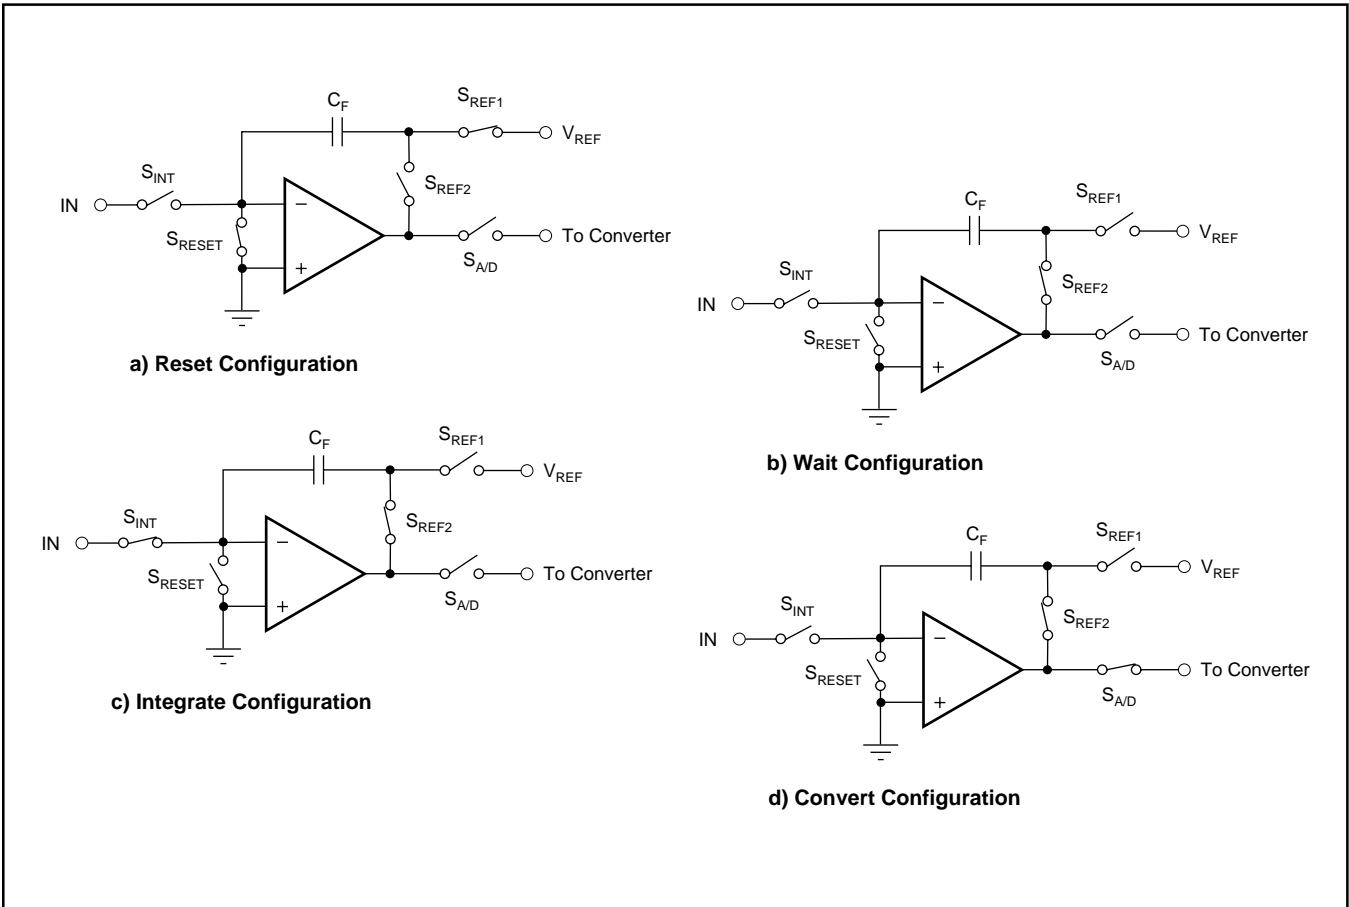 C_F
S_REF1
V_REF
S_INT
S_REF2
IN
−
S_RESET
To Converter
+
S_A/D
a) Reset Configuration
C_F
S_REF1
V_REF
S_INT
S_REF2
IN
−
S_RESET
To Converter
+
S_A/D
b) Wait Configuration
C_F
S_REF1
V_REF
S_INT
S_REF2
IN
−
S_RESET
To Converter
+
S_A/D
c) Integrate Configuration
C_F
S_REF1
V_REF
S_INT
S_REF2
IN
−
S_RESET
To Converter
+
S_A/D
d) Convert Configuration